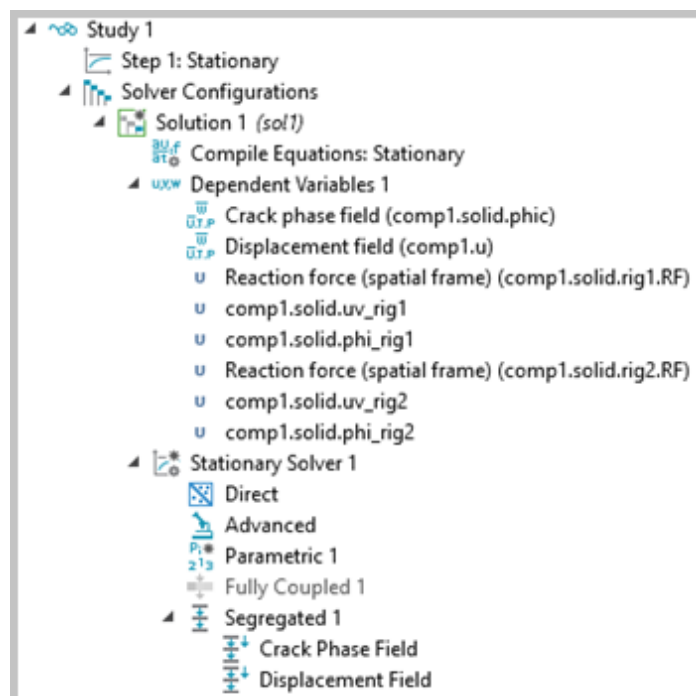 Study 1
Step 1: Stationary
Solver Configurations
Solution 1 (sol1)
Compile Equations: Stationary
Dependent Variables 1
Crack phase field (comp1.solid.phic)
Displacement field (comp1.u)
Reaction force (spatial frame) (comp1.solid.rig1.RF)
comp1.solid.uv_rig1
comp1.solid.phi_rig1
Reaction force (spatial frame) (comp1.solid.rig2.RF)
comp1.solid.uv_rig2
comp1.solid.phi_rig2
Stationary Solver 1
Direct
Advanced
Parametric 1
Fully Coupled 1
Segregated 1
Crack Phase Field
Displacement Field